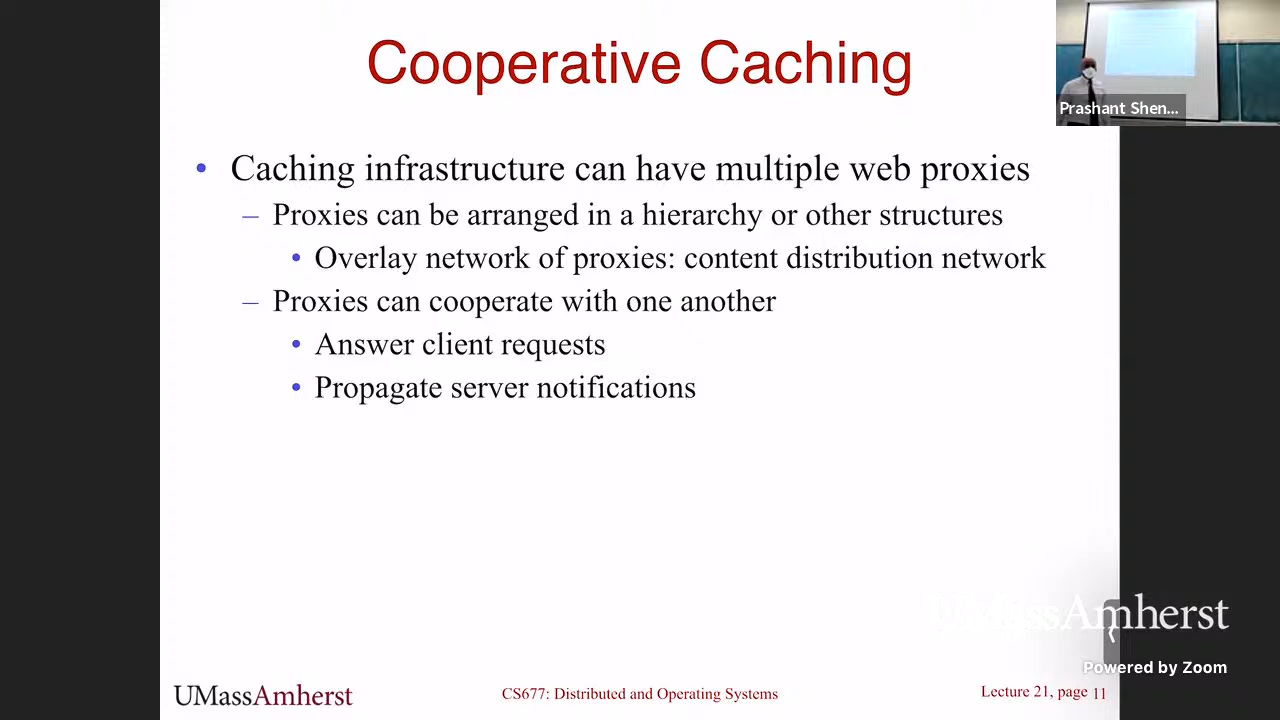 Cooperative Caching
Prashant Shen...
• Caching infrastructure can have multiple web proxies
– Proxies can be arranged in a hierarchy or other structures
• Overlay network of proxies: content distribution network
– Proxies can cooperate with one another
• Answer client requests
• Propagate server notifications
UMassAmherst
Powered by Zoom
UMassAmherst
CS677: Distributed and Operating Systems
Lecture 21, page 11